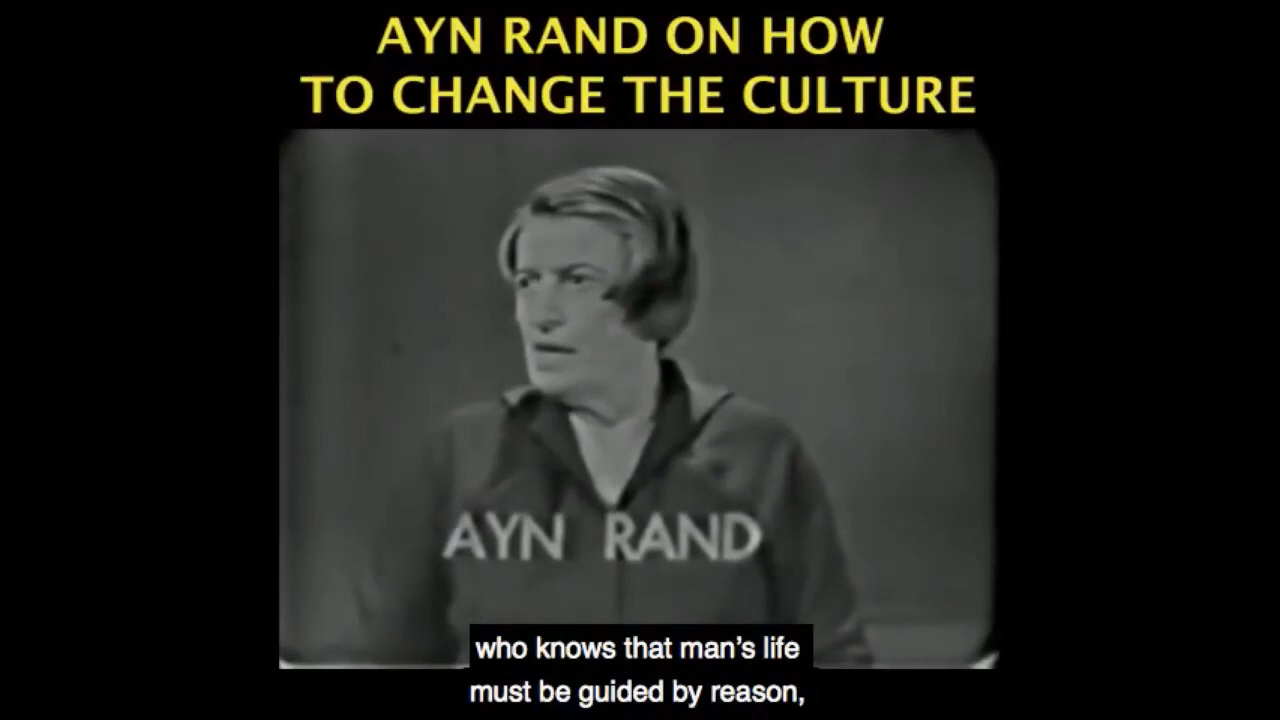 AYN RAND ON HOW
TO CHANGE THE CULTURE
AYN RAND
who knows that man's life
must be guided by reason,